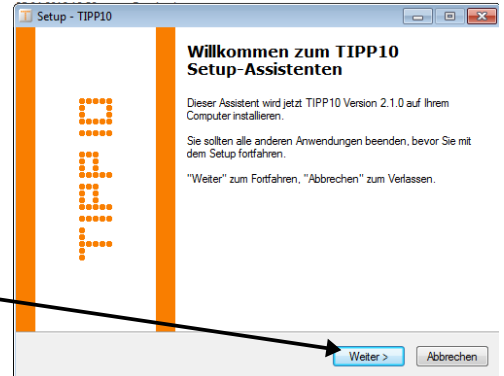 Setup - TIPP10
Willkommen zum TIPP10
Setup-Assistenten
Dieser Assistent wird jetzt TIPP10 Version 2.1.0 auf Ihrem
Computer installieren.
Sie sollten alle anderen Anwendungen beenden, bevor Sie mit
dem Setup fortfahren.
"Weiter" zum Fortfahren, "Abbrechen" zum Verlassen.
TIPP10
Weiter >
Abbrechen